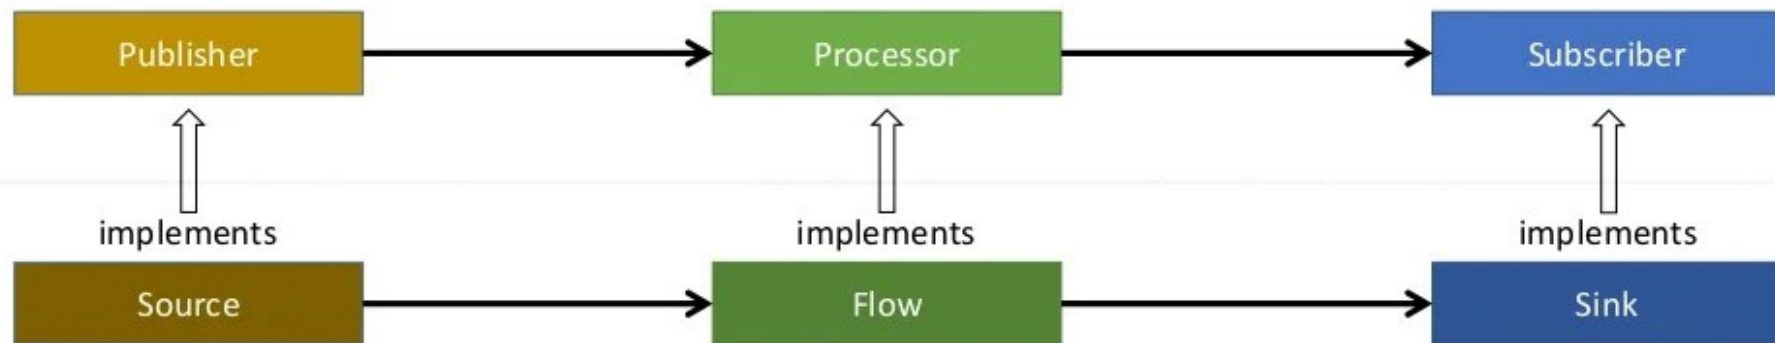 Publisher
Processor
Subscriber
implements
implements
implements
Source
Flow
Sink